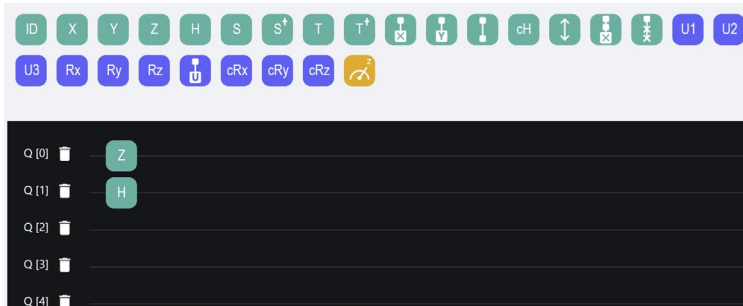 ID X Y Z H S S† T T† X Y cH X U1 U2
U3 Rx Ry Rz U cRx cRy cRz z
Q [0] Z
Q [1] H
Q [2]
Q [3]
Q [4]